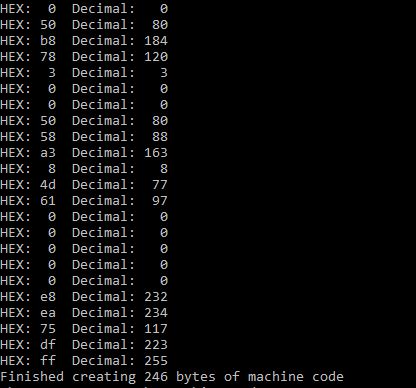 HEX:  0  Decimal:   0
HEX: 50  Decimal:  80
HEX: b8  Decimal: 184
HEX: 78  Decimal: 120
HEX:  3  Decimal:   3
HEX:  0  Decimal:   0
HEX:  0  Decimal:   0
HEX: 50  Decimal:  80
HEX: 58  Decimal:  88
HEX: a3  Decimal: 163
HEX:  8  Decimal:   8
HEX: 4d  Decimal:  77
HEX: 61  Decimal:  97
HEX:  0  Decimal:   0
HEX:  0  Decimal:   0
HEX:  0  Decimal:   0
HEX:  0  Decimal:   0
HEX: e8  Decimal: 232
HEX: ea  Decimal: 234
HEX: 75  Decimal: 117
HEX: df  Decimal: 223
HEX: ff  Decimal: 255
Finished creating 246 bytes of machine code